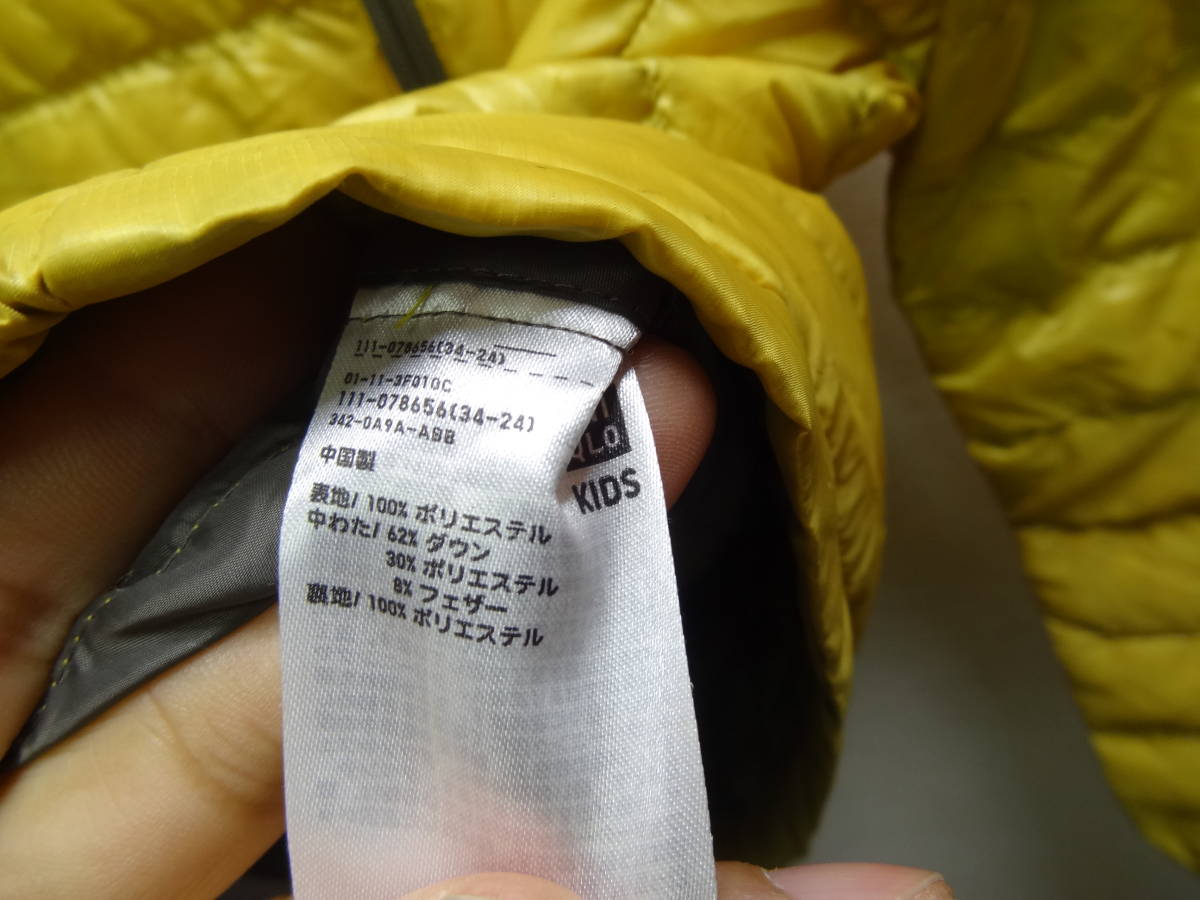 111-078656(34-24)
01-11-3F010C
111-078656(34-24)
342-0A9A-ABB
中国製
表地/ 100% ポリエステル
中わた/ 62% ダウン
30% ポリエステル
8% フェザー
裏地/ 100% ポリエステル
QLO
KIDS